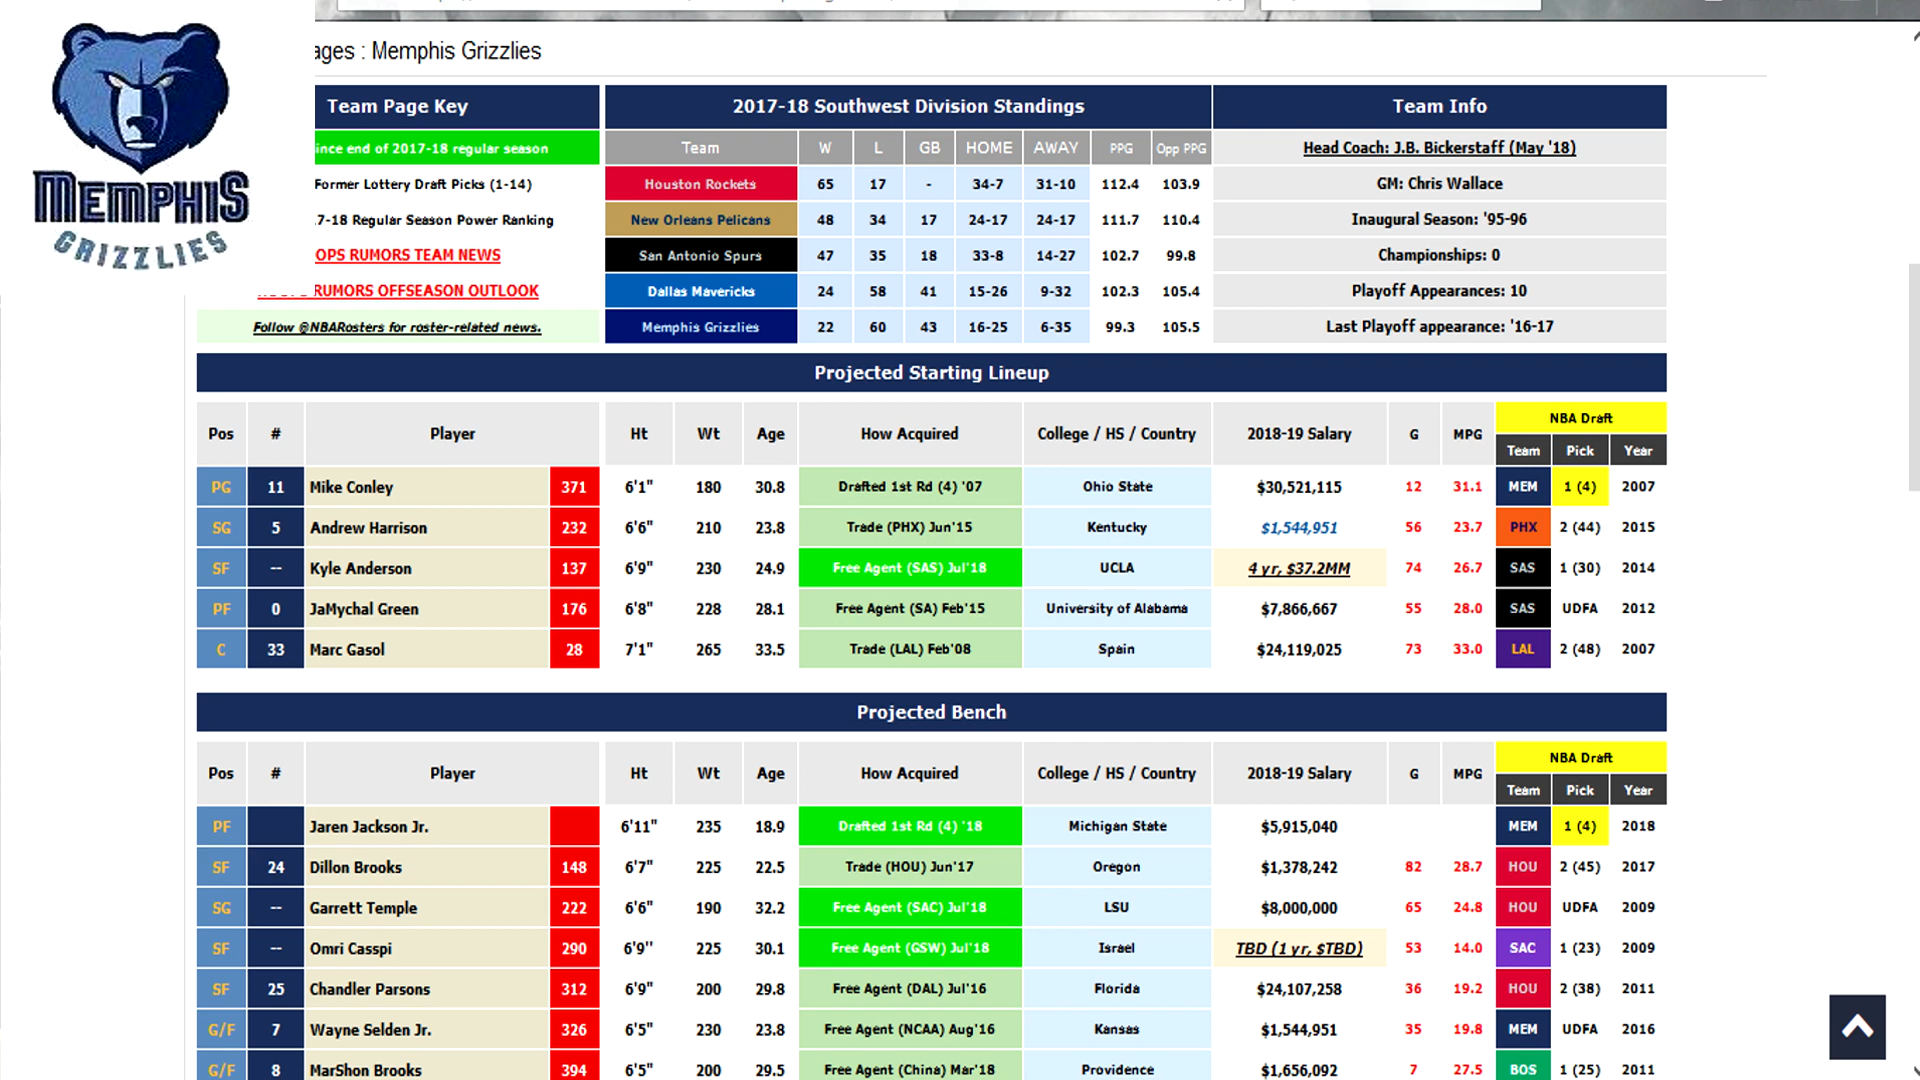 MEMPHIS
GRIZZLIES
ages : Memphis Grizzlies
Team Page Key
ince end of 2017-18 regular season
Former Lottery Draft Picks (1-14)
7-18 Regular Season Power Ranking
OPS RUMORS TEAM NEWS
RUMORS OFFSEASON OUTLOOK
Follow @NBARosters for roster-related news.
2017-18 Southwest Division Standings
Team W L GB HOME AWAY PPG Opp PPG
Houston Rockets 65 17 - 34-7 31-10 112.4 103.9
New Orleans Pelicans 48 34 17 24-17 24-17 111.7 110.4
San Antonio Spurs 47 35 18 33-8 14-27 102.7 99.8
Dallas Mavericks 24 58 41 15-26 9-32 102.3 105.4
Memphis Grizzlies 22 60 43 16-25 6-35 99.3 105.5
Team Info
Head Coach: J.B. Bickerstaff (May '18)
GM: Chris Wallace
Inaugural Season: '95-96
Championships: 0
Playoff Appearances: 10
Last Playoff appearance: '16-17
Projected Starting Lineup
Pos # Player Ht Wt Age How Acquired College / HS / Country 2018-19 Salary G MPG NBA Draft
Team Pick Year
PG 11 Mike Conley 371 6'1" 180 30.8 Drafted 1st Rd (4) '07 Ohio State $30,521,115 12 31.1 MEM 1 (4) 2007
SG 5 Andrew Harrison 232 6'6" 210 23.8 Trade (PHX) Jun'15 Kentucky $1,544,951 56 23.7 PHX 2 (44) 2015
SF -- Kyle Anderson 137 6'9" 230 24.9 Free Agent (SAS) Jul'18 UCLA 4 yr, $37.2MM 74 26.7 SAS 1 (30) 2014
PF 0 JaMychal Green 176 6'8" 228 28.1 Free Agent (SA) Feb'15 University of Alabama $7,866,667 55 28.0 SAS UDFA 2012
C 33 Marc Gasol 28 7'1" 265 33.5 Trade (LAL) Feb'08 Spain $24,119,025 73 33.0 LAL 2 (48) 2007
Projected Bench
Pos # Player Ht Wt Age How Acquired College / HS / Country 2018-19 Salary G MPG NBA Draft
Team Pick Year
PF Jaren Jackson Jr. 6'11" 235 18.9 Drafted 1st Rd (4) '18 Michigan State $5,915,040 MEM 1 (4) 2018
SF 24 Dillon Brooks 148 6'7" 225 22.5 Trade (HOU) Jun'17 Oregon $1,378,242 82 28.7 HOU 2 (45) 2017
SG -- Garrett Temple 222 6'6" 190 32.2 Free Agent (SAC) Jul'18 LSU $8,000,000 65 24.8 HOU UDFA 2009
SF -- Omri Casspi 290 6'9'' 225 30.1 Free Agent (GSW) Jul'18 Israel TBD (1 yr, $TBD) 53 14.0 SAC 1 (23) 2009
SF 25 Chandler Parsons 312 6'9" 200 29.8 Free Agent (DAL) Jul'16 Florida $24,107,258 36 19.2 HOU 2 (38) 2011
G/F 7 Wayne Selden Jr. 326 6'5" 230 23.8 Free Agent (NCAA) Aug'16 Kansas $1,544,951 35 19.8 MEM UDFA 2016
G/F 8 MarShon Brooks 394 6'5" 200 29.5 Free Agent (China) Mar'18 Providence $1,656,092 7 27.5 BOS 1 (25) 2011